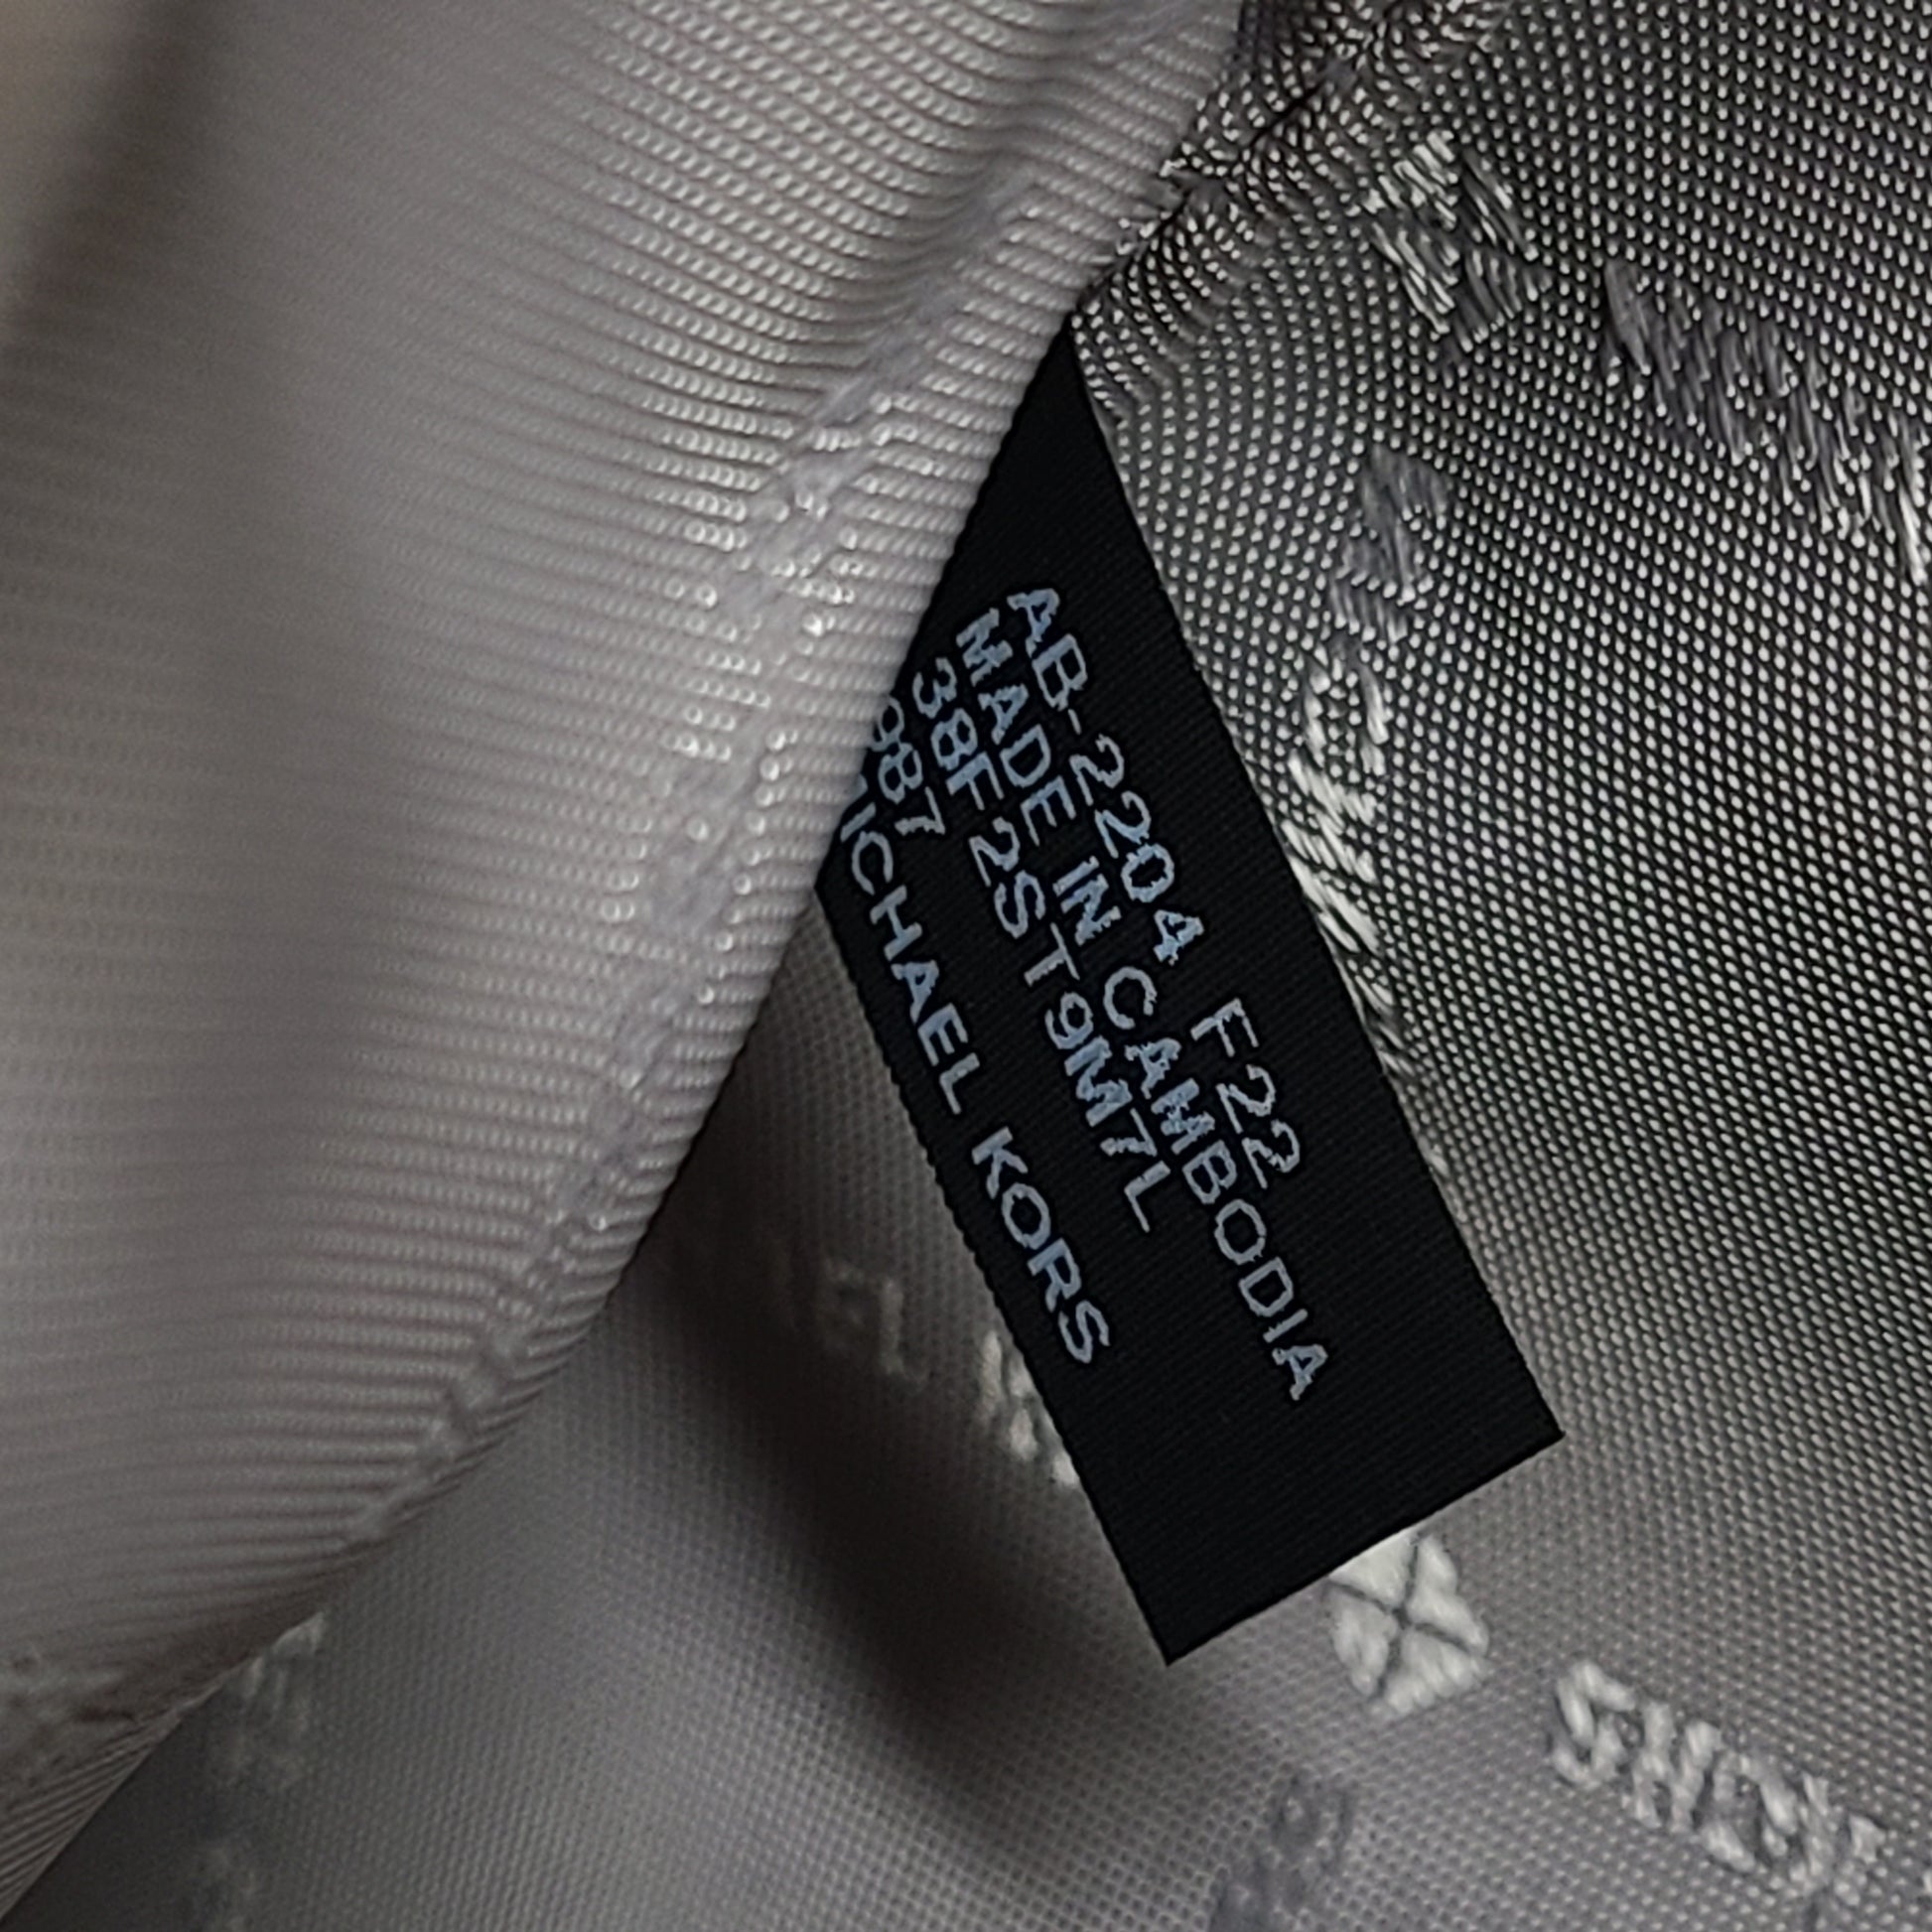 AB-2204 F22
MADE IN CAMBODIA
38F2ST9M7L
987
ICHAEL KORS